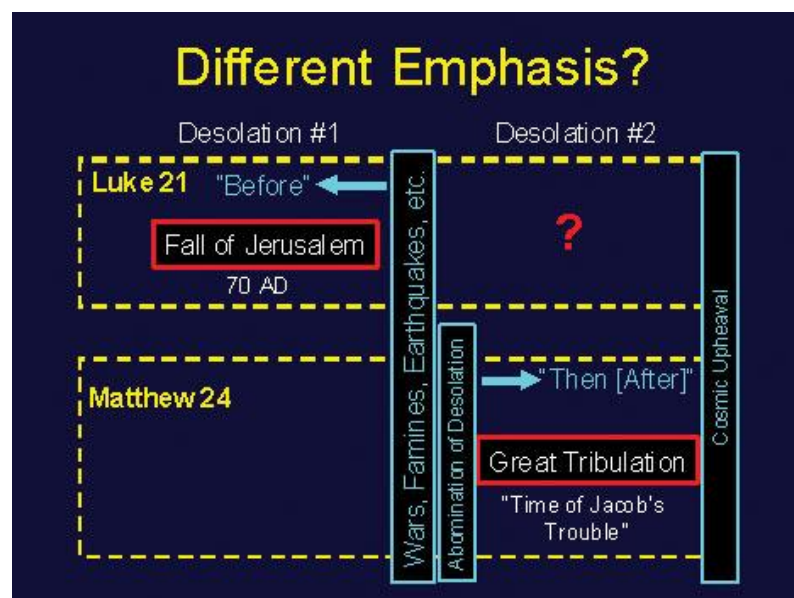 Different Emphasis?
Desolation #1
Desolation #2
Luke 21
"Before"
Fall of Jerusalem
70 AD
?
Wars, Famines, Earthquakes, etc.
Abomination of Desolation
Cosmic Upheaval
Matthew 24
"Then [After]"
Great Tribulation
"Time of Jacob's
Trouble"